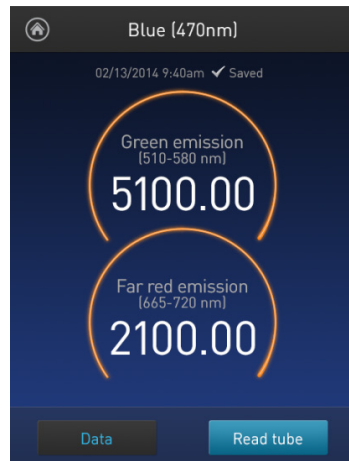 Blue (470nm)
02/13/2014 9:40am ✓ Saved
Green emission
(510-580 nm)
5100.00
Far red emission
(665-720 nm)
2100.00
Data Read tube